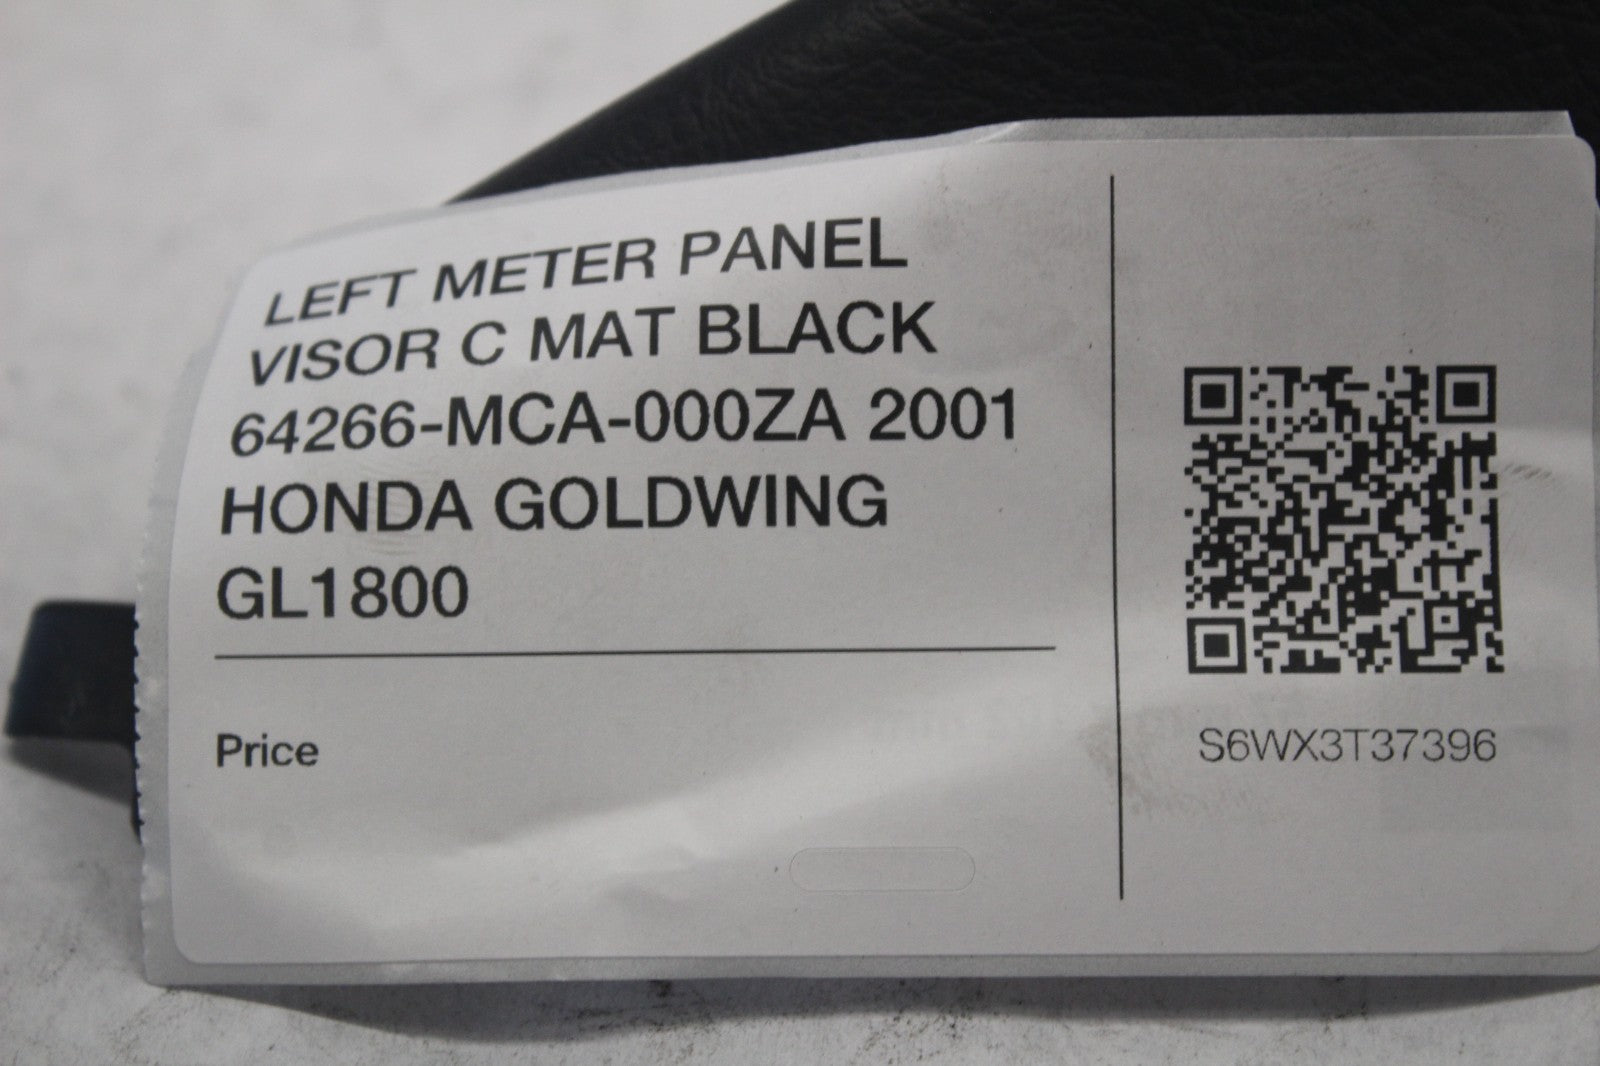 LEFT METER PANEL
VISOR C MAT BLACK
64266-MCA-000ZA 2001
HONDA GOLDWING
GL1800
Price
S6WX3T37396